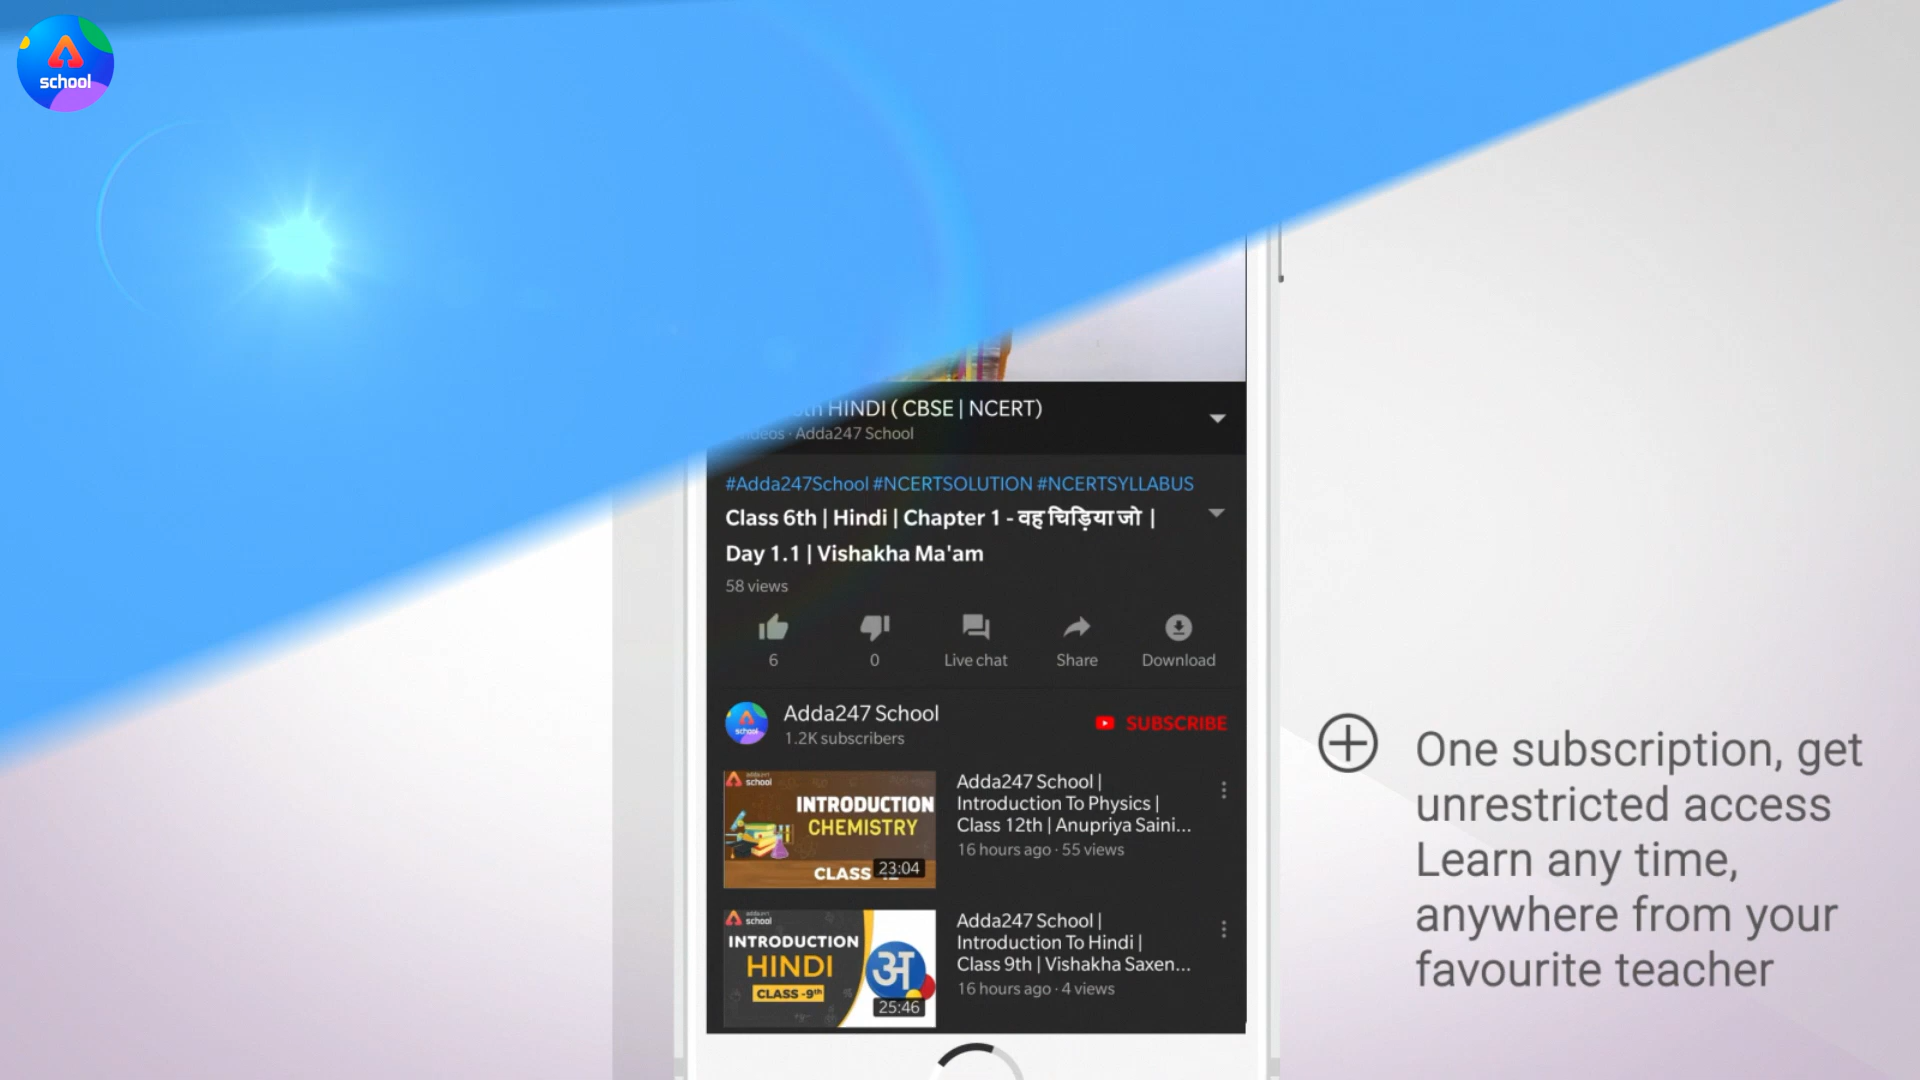 school
HINDI ( CBSE | NCERT)
· Adda247 School
#Adda247School #NCERTSOLUTION #NCERTSYLLABUS
Class 6th | Hindi | Chapter 1 - वह चिड़िया जो |
Day 1.1 | Vishakha Ma'am
58 views
6
0
Live chat
Share
Download
Adda247 School
1.2K subscribers
SUBSCRIBE
school
adda247
school
INTRODUCTION
CHEMISTRY
CLASS
23:04
Adda247 School |
Introduction To Physics |
Class 12th | Anupriya Saini...
16 hours ago · 55 views
adda247
school
INTRODUCTION
HINDI
CLASS -9th
अ
25:46
Adda247 School |
Introduction To Hindi |
Class 9th | Vishakha Saxen...
16 hours ago · 4 views
One subscription, get
unrestricted access
Learn any time,
anywhere from your
favourite teacher